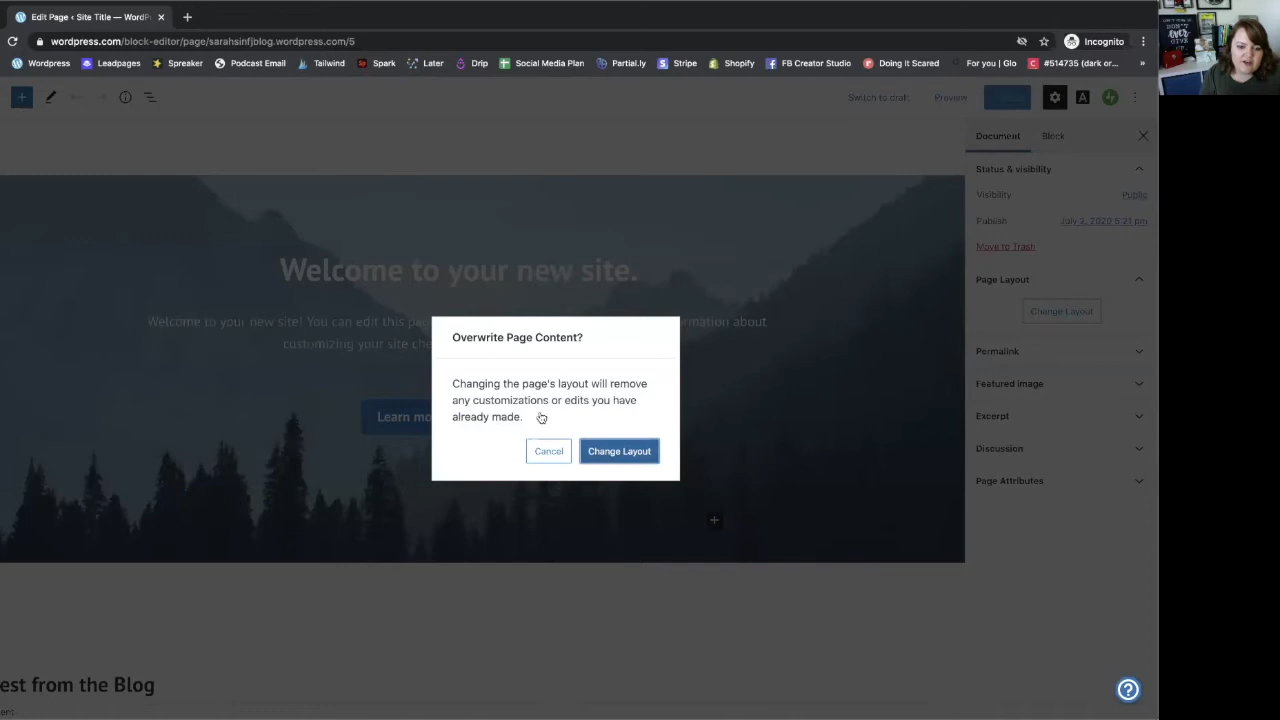 Edit Page ‹ Site Title — WordP
wordpress.com/block-editor/page/sarahsinfjblog.wordpress.com/5
Incognito
Wordpress
Leadpages
Spreaker
Podcast Email
Tailwind
Spark
Later
Drip
Social Media Plan
Partial.ly
Stripe
Shopify
FB Creator Studio
Doing It Scared
For you | Glo
#514735 (dark or...
»
Switch to draft
Preview
Document
Block
Status & visibility
Visibility
Public
Publish
July 2, 2020 5:21 pm
Move to Trash
Page Layout
Change Layout
Permalink
Featured image
Excerpt
Discussion
Page Attributes
Welcome to your new site.
Welcome to your new site! You can edit this pag
rmation about
customizing your site che
Learn mo
Overwrite Page Content?
Changing the page's layout will remove
any customizations or edits you have
already made.
Cancel
Change Layout
est from the Blog